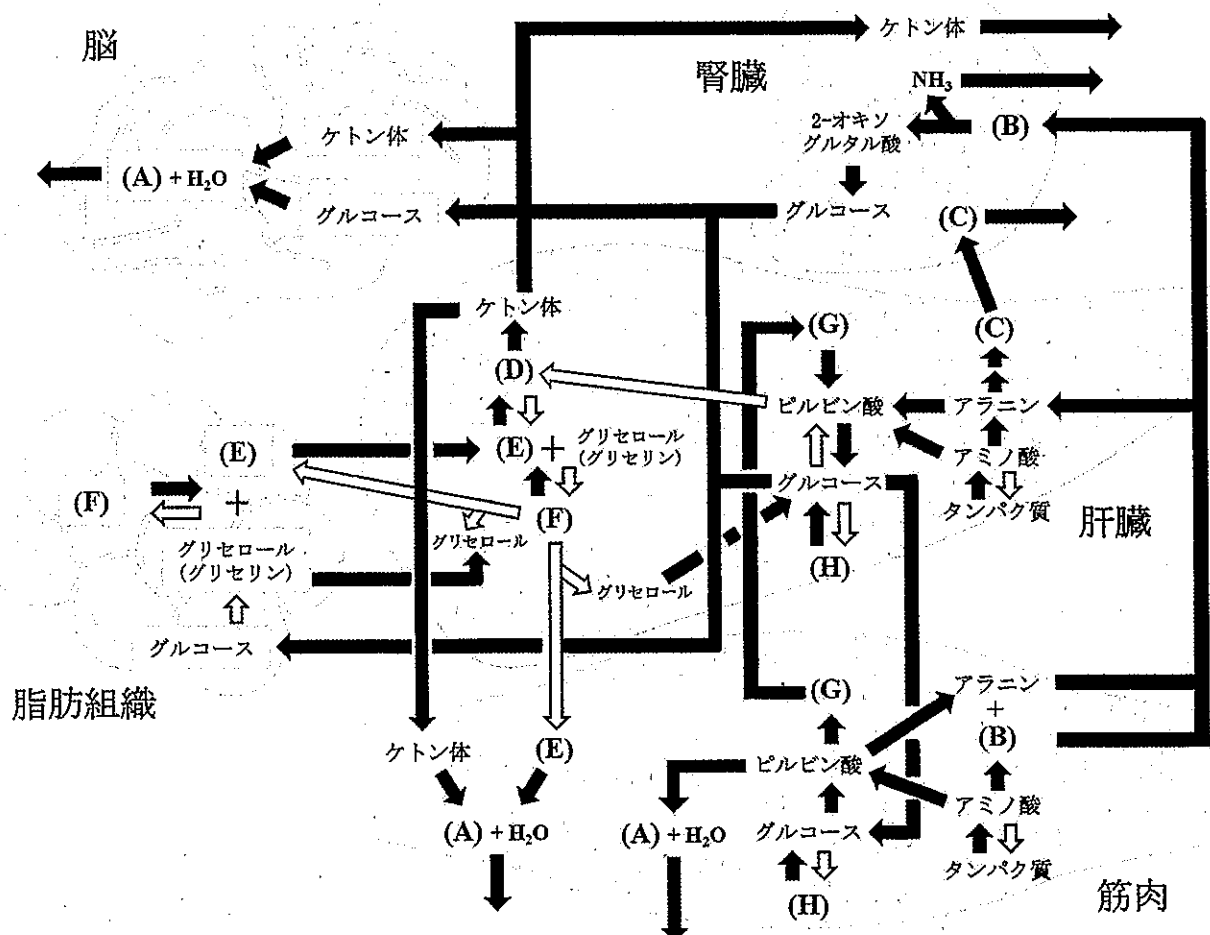 脳
ケトン体
(A) + H₂O
グルコース
腎臓
ケトン体
NH₃
2-オキソ
グルタル酸
(B)
グルコース
(C)
ケトン体
(D)
(E) +
グリセロール
(グリセリン)
(F)
グリセロール
グリセロール
(G)
(C)
ピルビン酸
アラニン
アミノ酸
グルコース
タンパク質
(H)
肝臓
(E)
(F)
+
グリセロール
(グリセリン)
グルコース
脂肪組織
ケトン体
(E)
(A) + H₂O
(G)
アラニン
+
(B)
ピルビン酸
アミノ酸
(A) + H₂O
グルコース
タンパク質
(H)
筋肉